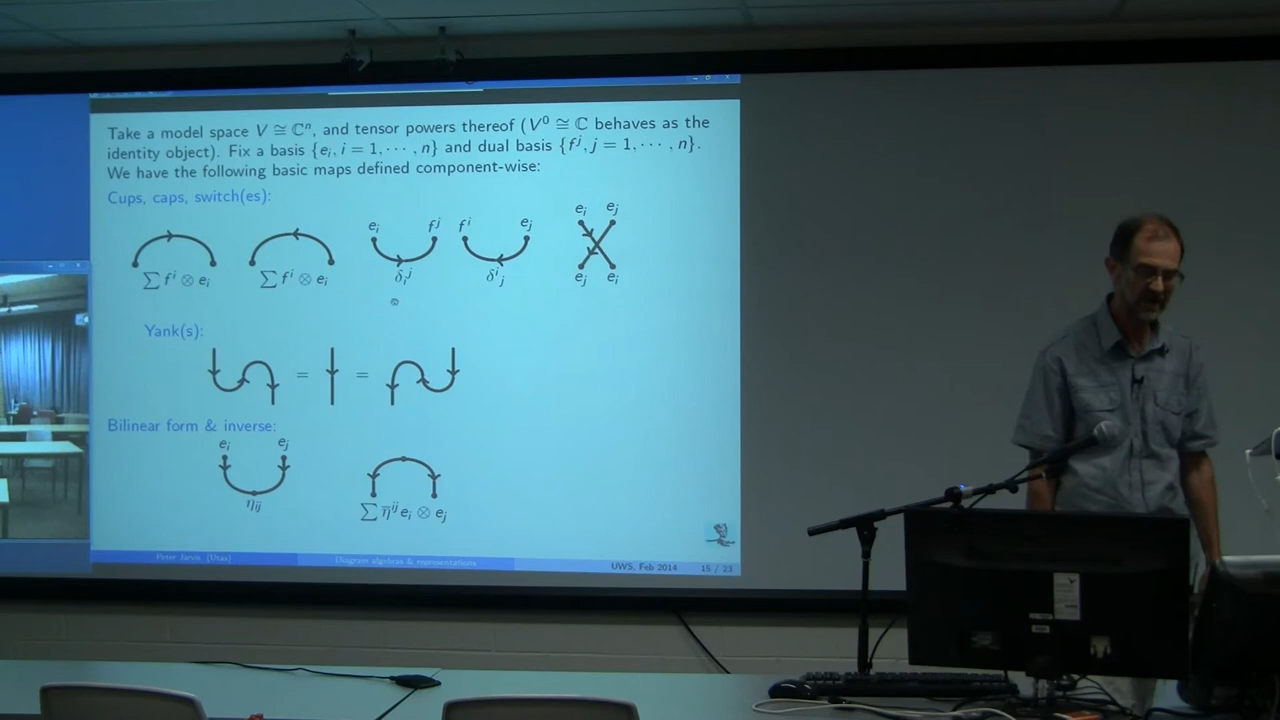 Take a model space V ≅ ℂⁿ, and tensor powers thereof (V⁰ ≅ ℂ behaves as the
identity object). Fix a basis {eᵢ, i = 1, ⋯ , n} and dual basis {fʲ, j = 1, ⋯ , n}.
We have the following basic maps defined component-wise:
Cups, caps, switch(es):
eᵢ fʲ fⁱ eⱼ eᵢ eⱼ
∑ fⁱ ⊗ eᵢ ∑ fⁱ ⊗ eᵢ δᵢʲ δⁱⱼ eⱼ eᵢ
Yank(s):
= =
Bilinear form & inverse:
eᵢ eⱼ
ηᵢⱼ ∑ η̅ⁱʲ eᵢ ⊗ eⱼ
Peter Jarvis (Utas) Diagram algebras & representations UWS, Feb 2014 15 / 23